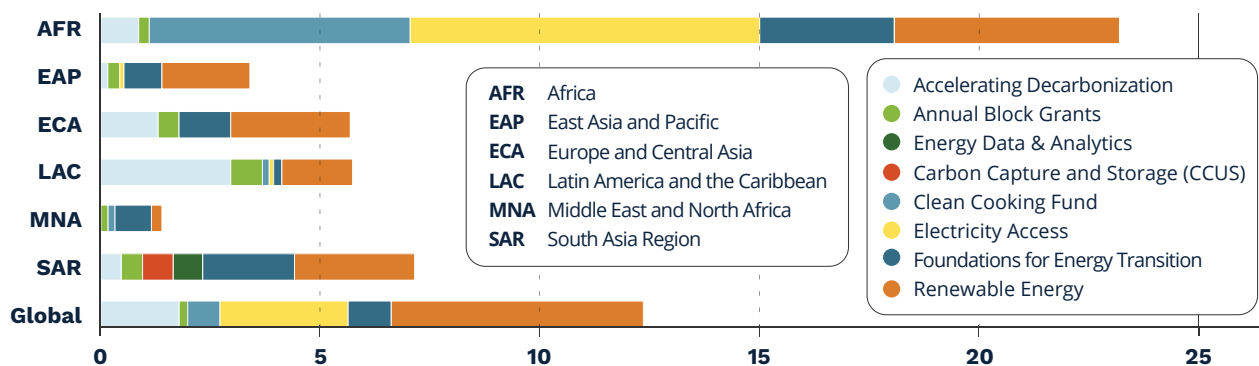 AFR
EAP
ECA
LAC
MNA
SAR
Global
0 5 10 15 20 25
AFR Africa
EAP East Asia and Pacific
ECA Europe and Central Asia
LAC Latin America and the Caribbean
MNA Middle East and North Africa
SAR South Asia Region
Accelerating Decarbonization
Annual Block Grants
Energy Data & Analytics
Carbon Capture and Storage (CCUS)
Clean Cooking Fund
Electricity Access
Foundations for Energy Transition
Renewable Energy